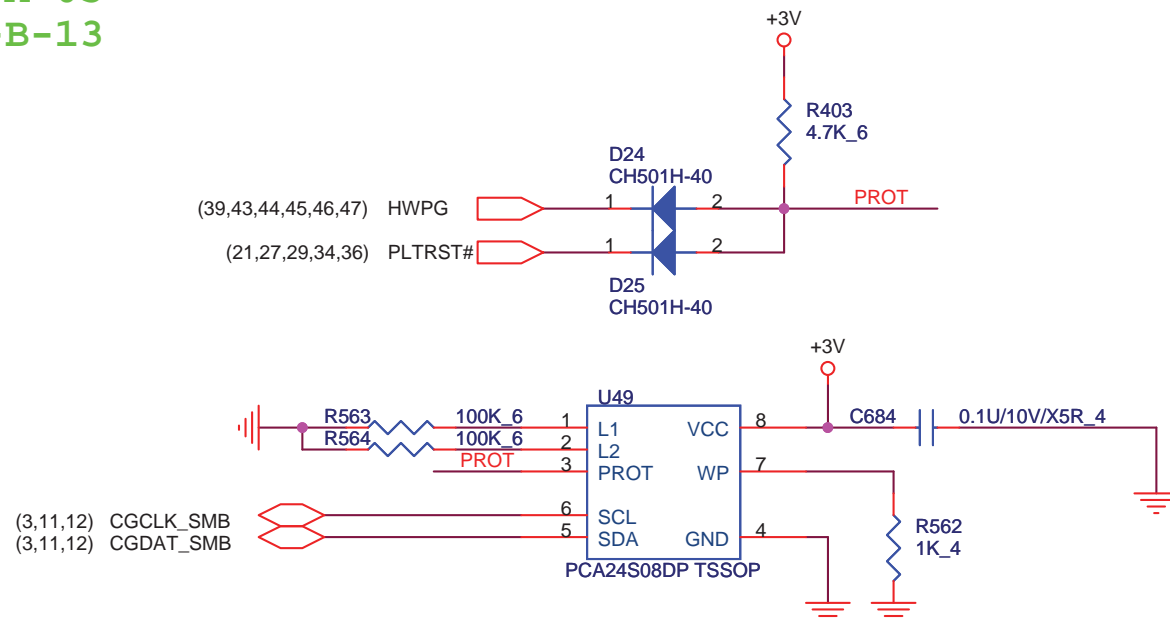 B-13
+3V
R403
4.7K_6
D24
CH501H-40
(39,43,44,45,46,47) HWPG
1
2
PROT
(21,27,29,34,36) PLTRST#
1
2
D25
CH501H-40
+3V
U49
R563
100K_6
1
L1
VCC
8
C684
0.1U/10V/X5R_4
R564
100K_6
2
L2
PROT
3
PROT
WP
7
(3,11,12) CGCLK_SMB
6
SCL
R562
1K_4
(3,11,12) CGDAT_SMB
5
SDA
GND
4
PCA24S08DP TSSOP